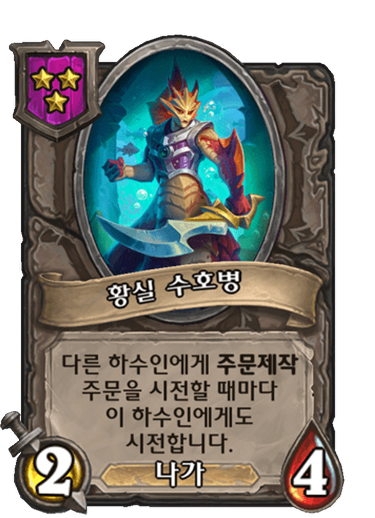 황실 수호병
다른 하수인에게 주문제작
주문을 시전할 때마다
이 하수인에게도
시전합니다.
2
나가
4